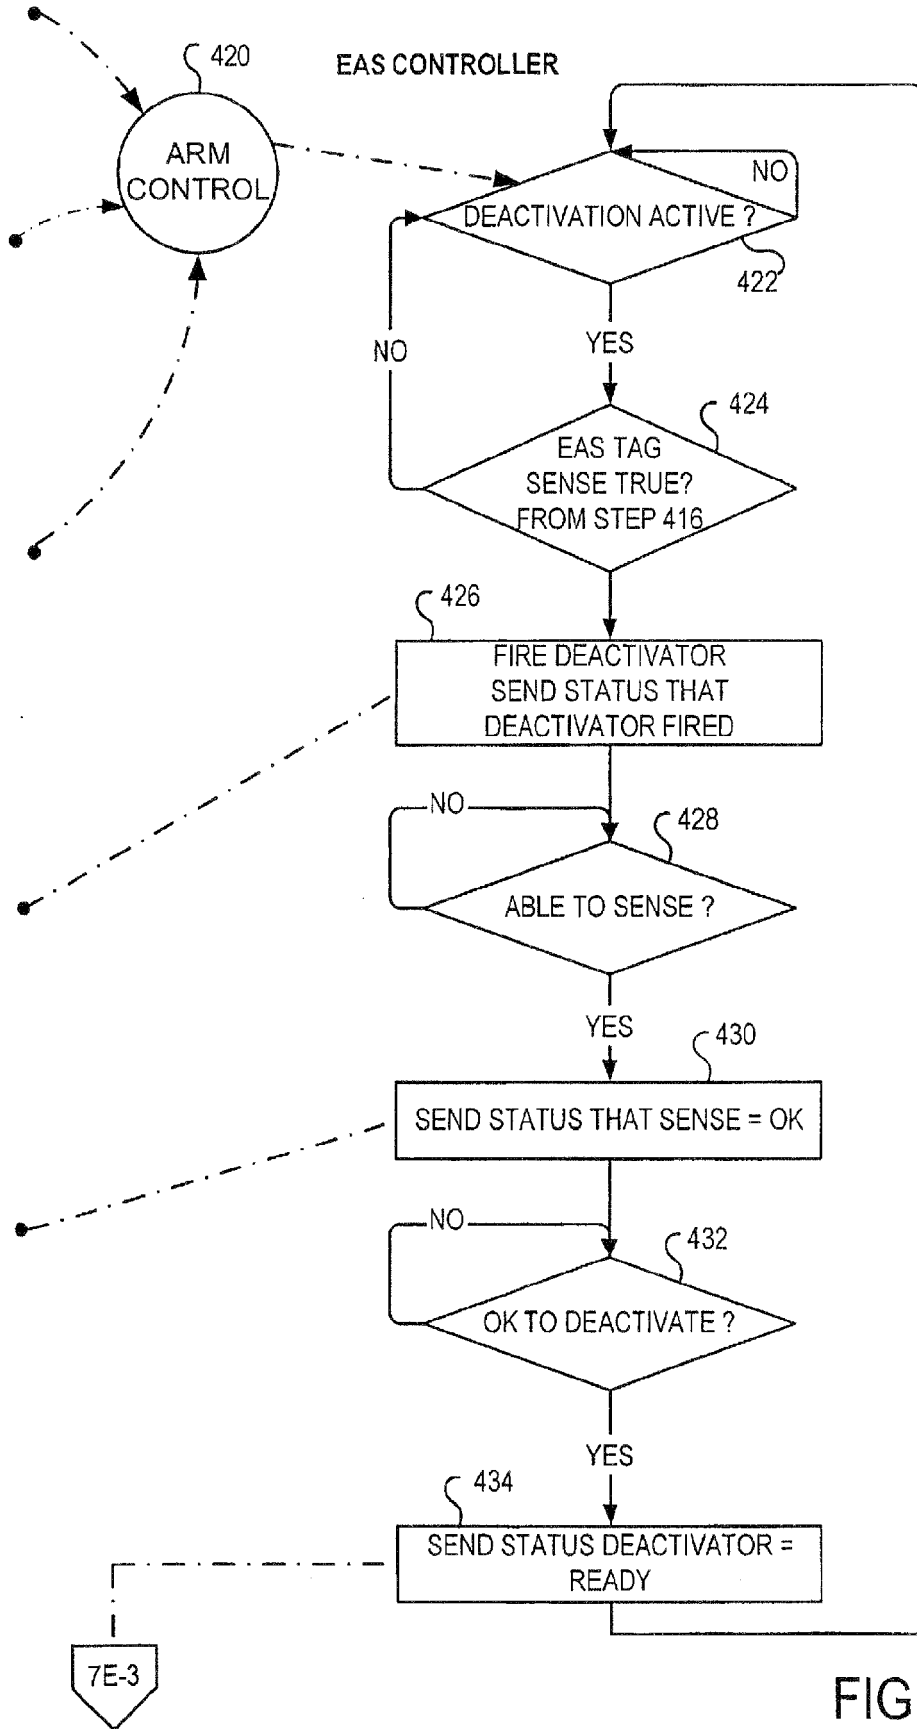 420
EAS CONTROLLER
ARM
CONTROL
NO
DEACTIVATION ACTIVE ?
422
NO
YES
424
EAS TAG
SENSE TRUE?
FROM STEP 416
426
FIRE DEACTIVATOR
SEND STATUS THAT
DEACTIVATOR FIRED
NO
428
ABLE TO SENSE ?
YES
430
SEND STATUS THAT SENSE = OK
NO
432
OK TO DEACTIVATE ?
YES
434
SEND STATUS DEACTIVATOR =
READY
7E-3
FIG